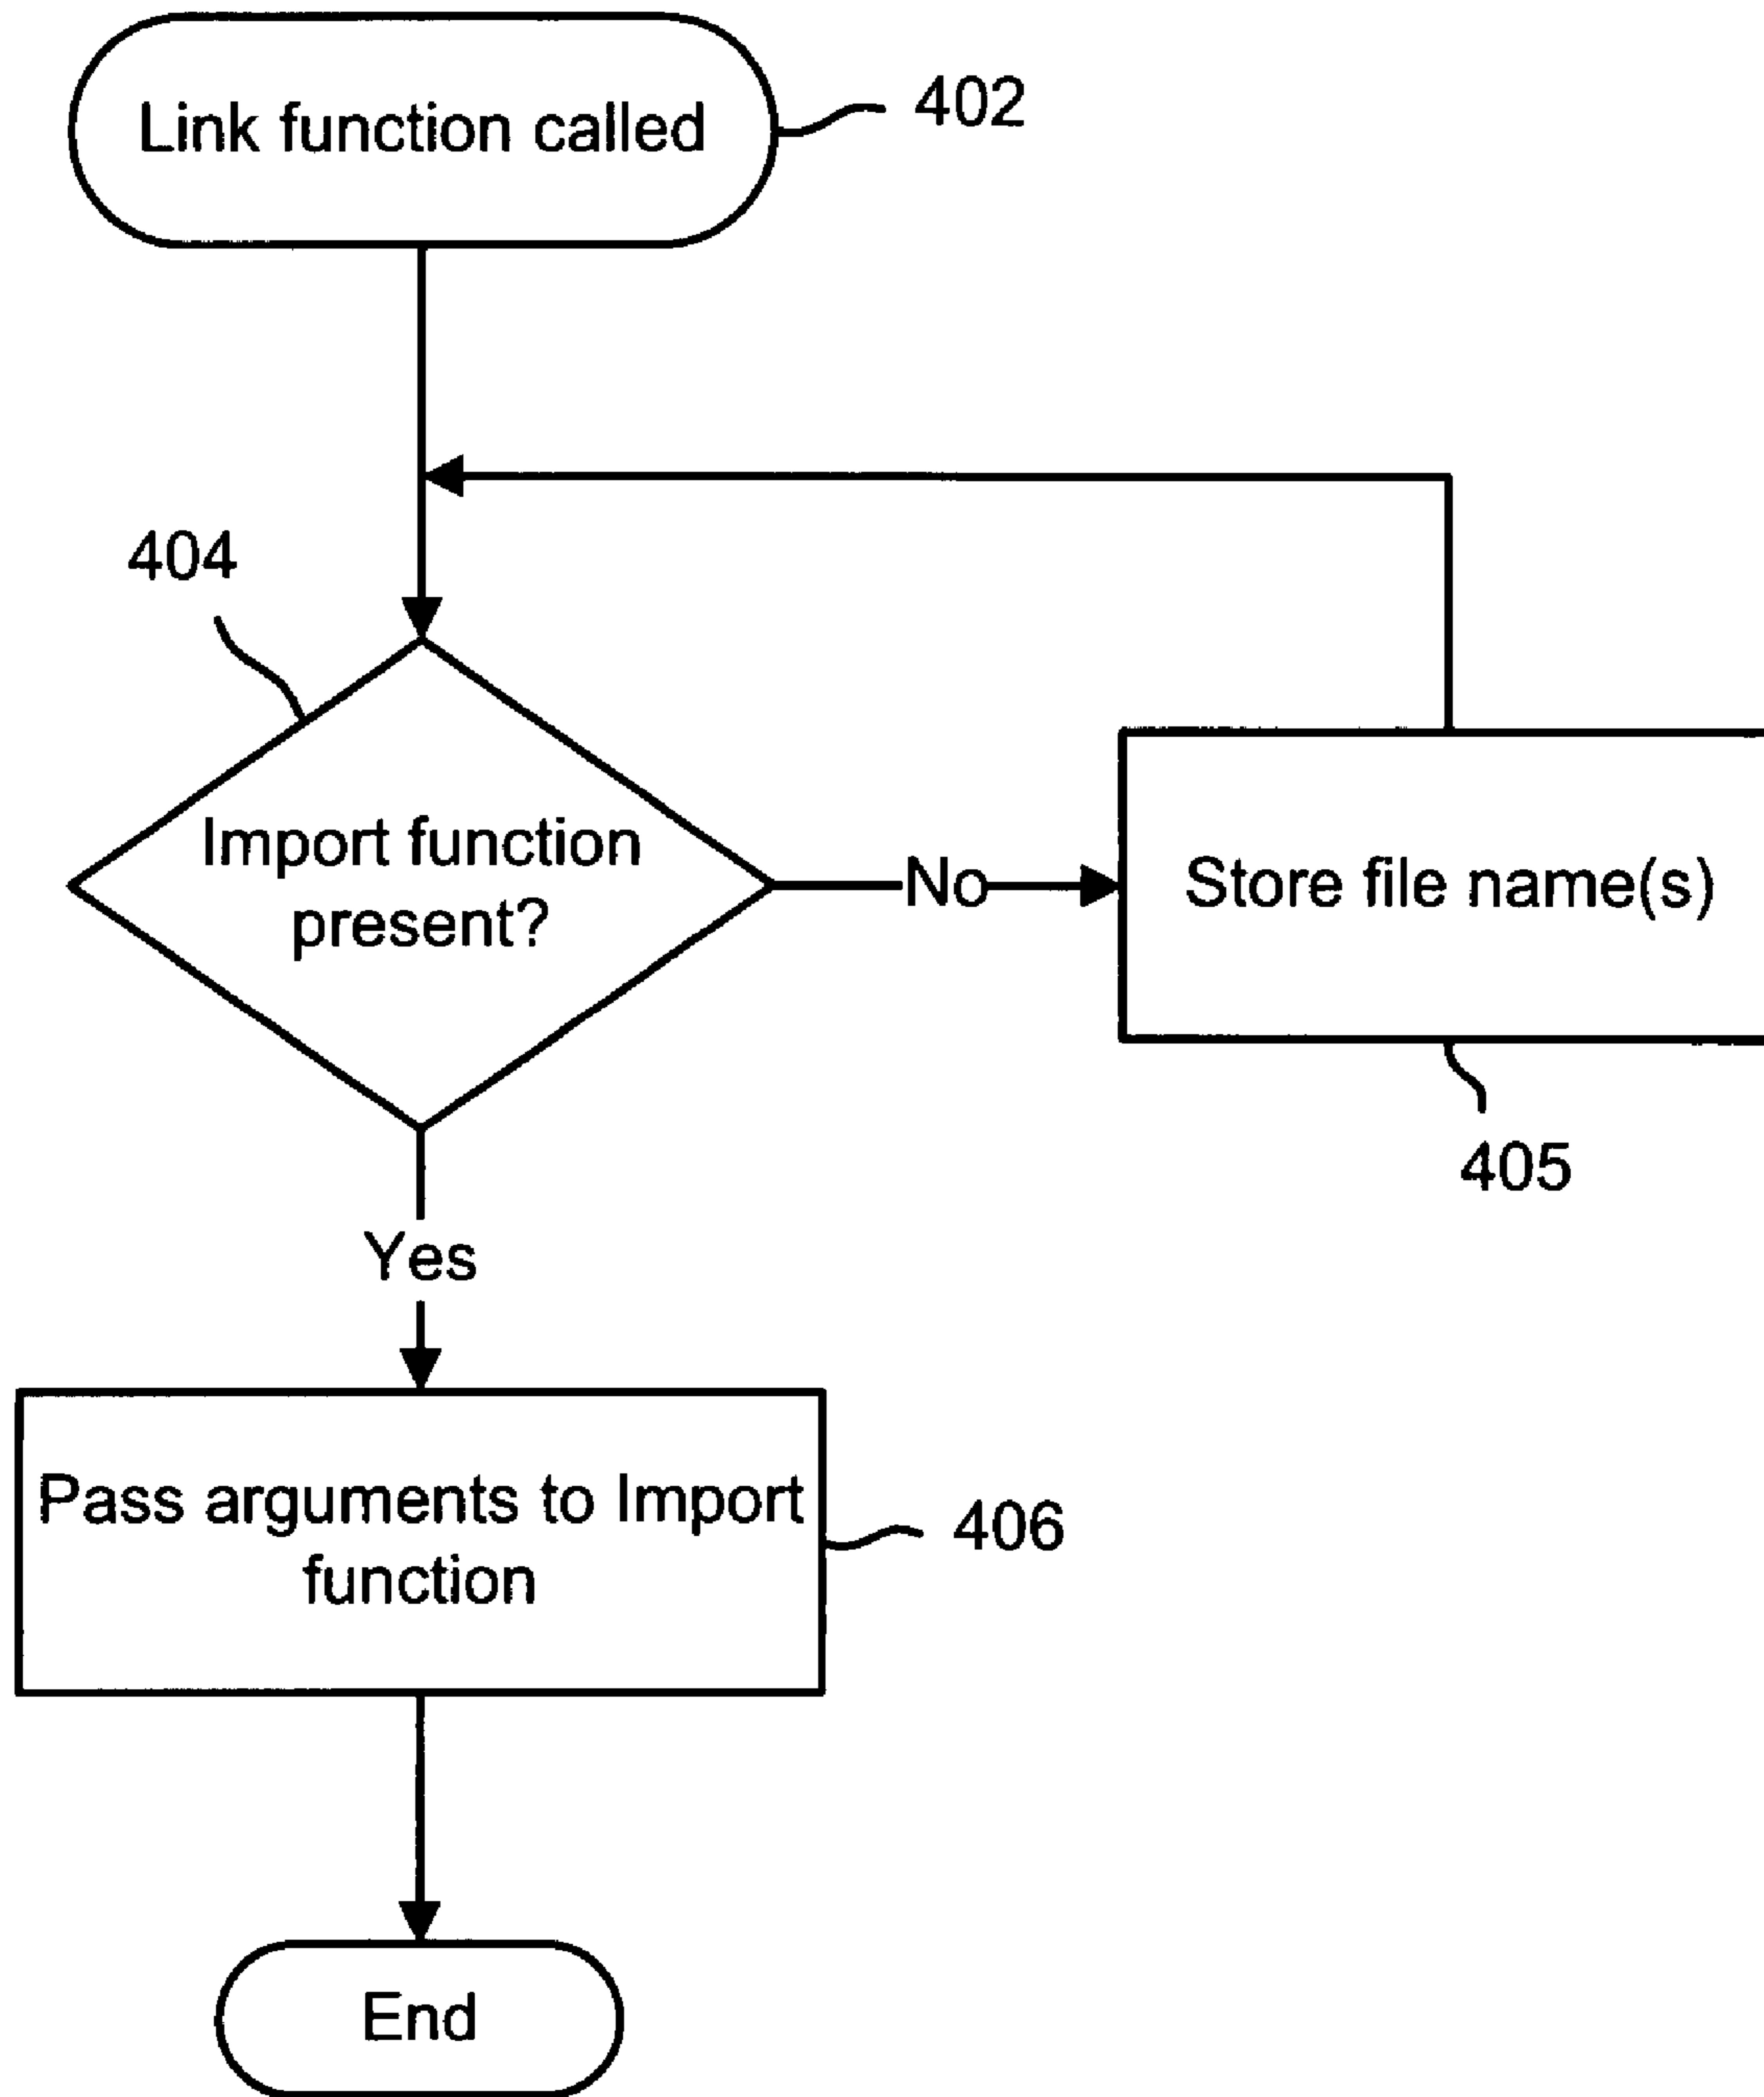 Link function called
402
404
Import function
present?
No
Store file name(s)
405
Yes
Pass arguments to Import
function
406
End